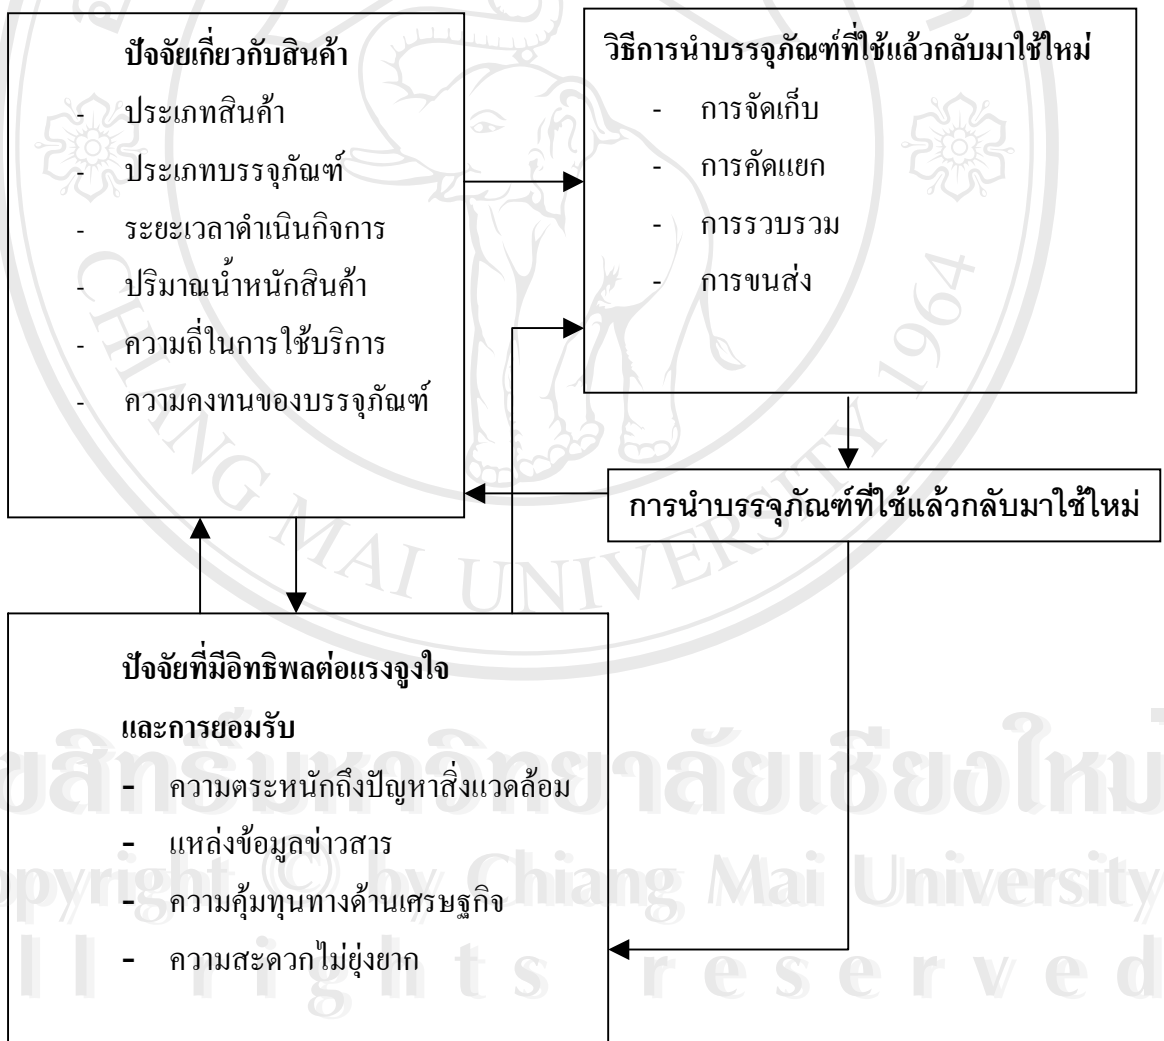 ปัจจัยเกี่ยวกับสินค้า
- ประเภทสินค้า
- ประเภทบรรจุภัณฑ์
- ระยะเวลาดำเนินกิจการ
- ปริมาณน้ำหนักสินค้า
- ความถี่ในการใช้บริการ
- ความคงทนของบรรจุภัณฑ์
วิธีการนำบรรจุภัณฑ์ที่ใช้แล้วกลับมาใช้ใหม่
- การจัดเก็บ
- การคัดแยก
- การรวบรวม
- การขนส่ง
การนำบรรจุภัณฑ์ที่ใช้แล้วกลับมาใช้ใหม่
ปัจจัยที่มีอิทธิพลต่อแรงจูงใจ
และการยอมรับ
- ความตระหนักถึงปัญหาสิ่งแวดล้อม
- แหล่งข้อมูลข่าวสาร
- ความคุ้มทุนทางด้านเศรษฐกิจ
- ความสะดวกไม่ยุ่งยาก
CHIANG MAI UNIVERSITY 1964
ยสิทธิ์มหาวิทยาลัยเชียงใหม
opyright © by Chiang Mai University
ll rights reserved